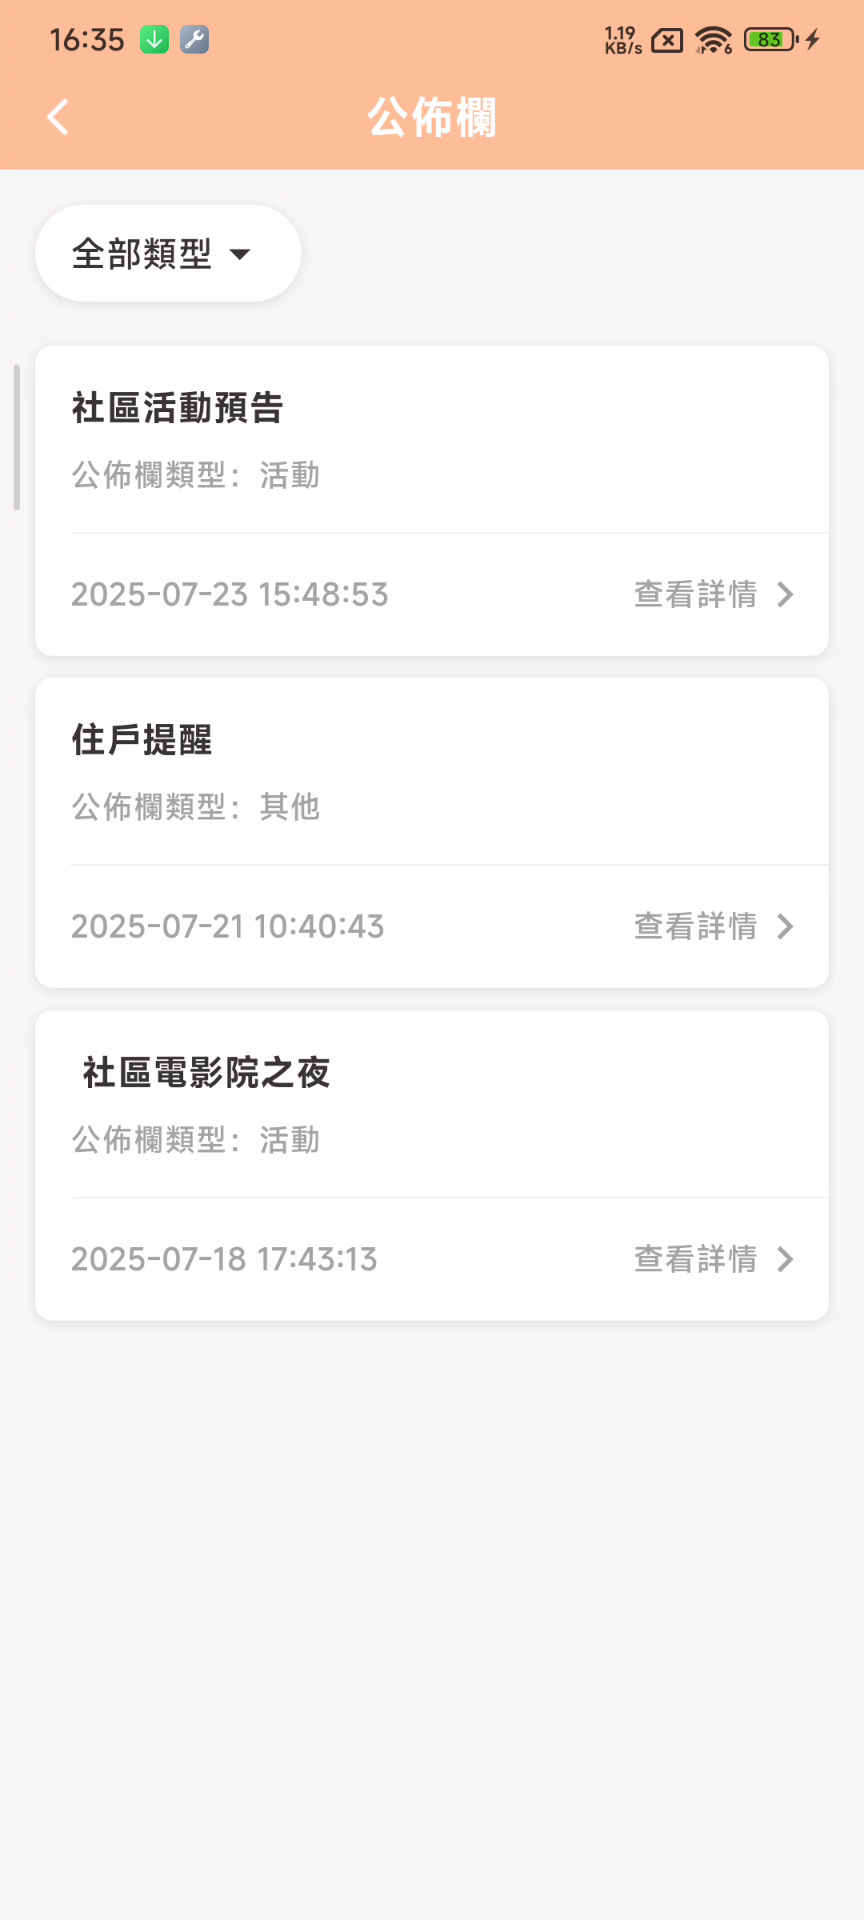 16:35
1.19
KB/s
6
83
公佈欄
全部類型
社區活動預告
公佈欄類型：活動
2025-07-23 15:48:53
查看詳情
住戶提醒
公佈欄類型：其他
2025-07-21 10:40:43
查看詳情
社區電影院之夜
公佈欄類型：活動
2025-07-18 17:43:13
查看詳情